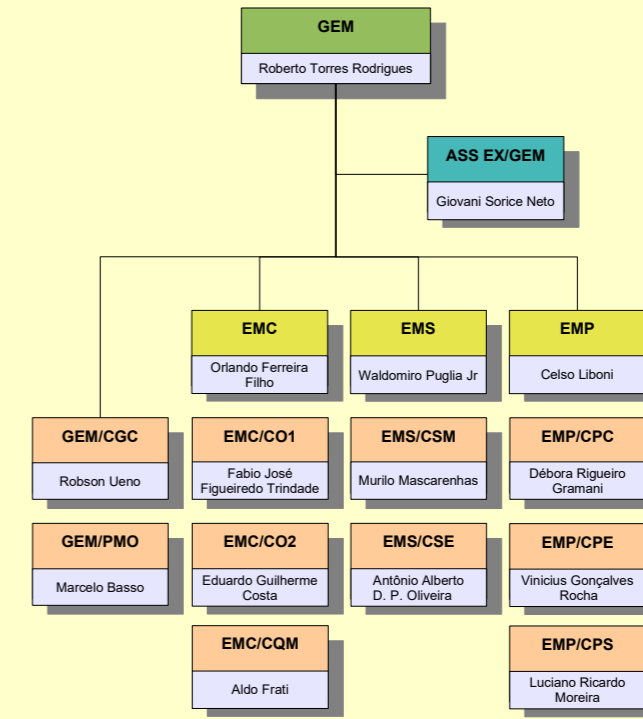 GEM
Roberto Torres Rodrigues
ASS EX/GEM
Giovani Sorice Neto
EMC
Orlando Ferreira
Filho
EMS
Waldomiro Puglia Jr
EMP
Celso Liboni
GEM/CGC
Robson Ueno
EMC/CO1
Fabio José
Figueiredo Trindade
EMS/CSM
Murilo Mascarenhas
EMP/CPC
Débora Rigueiro
Gramani
GEM/PMO
Marcelo Basso
EMC/CO2
Eduardo Guilherme
Costa
EMS/CSE
Antônio Alberto
D. P. Oliveira
EMP/CPE
Vinicius Gonçalves
Rocha
EMC/CQM
Aldo Frati
EMP/CPS
Luciano Ricardo
Moreira